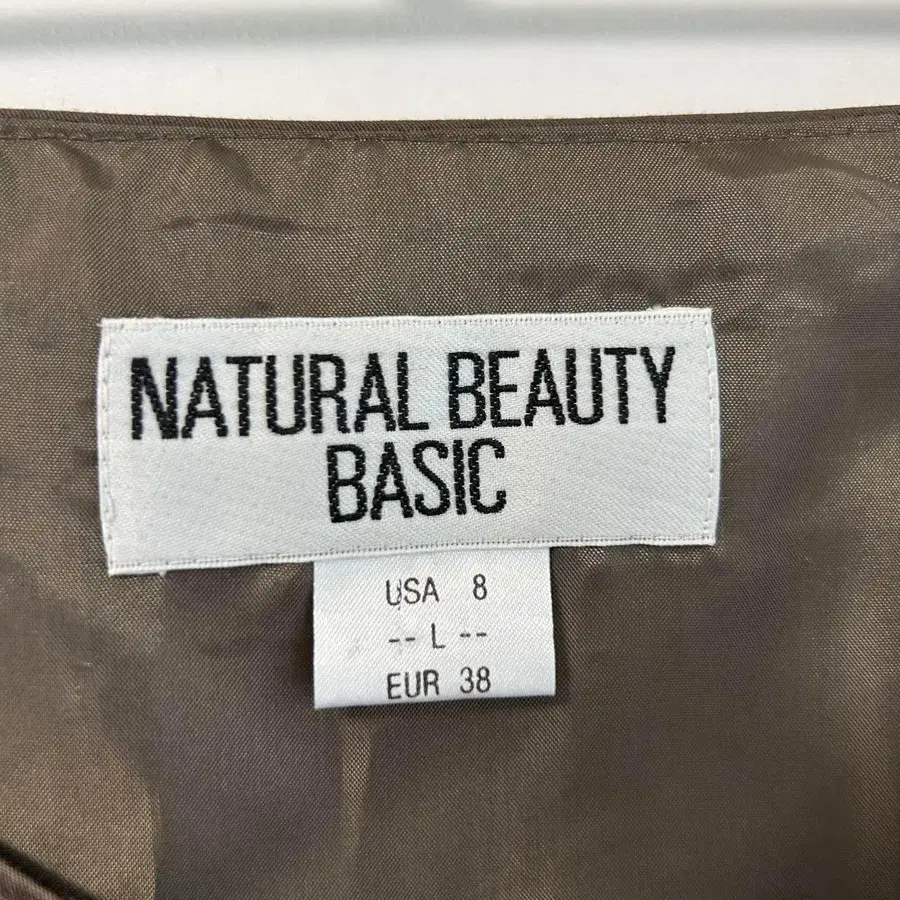 NATURAL BEAUTY
BASIC
USA 8
-- L --
EUR 38